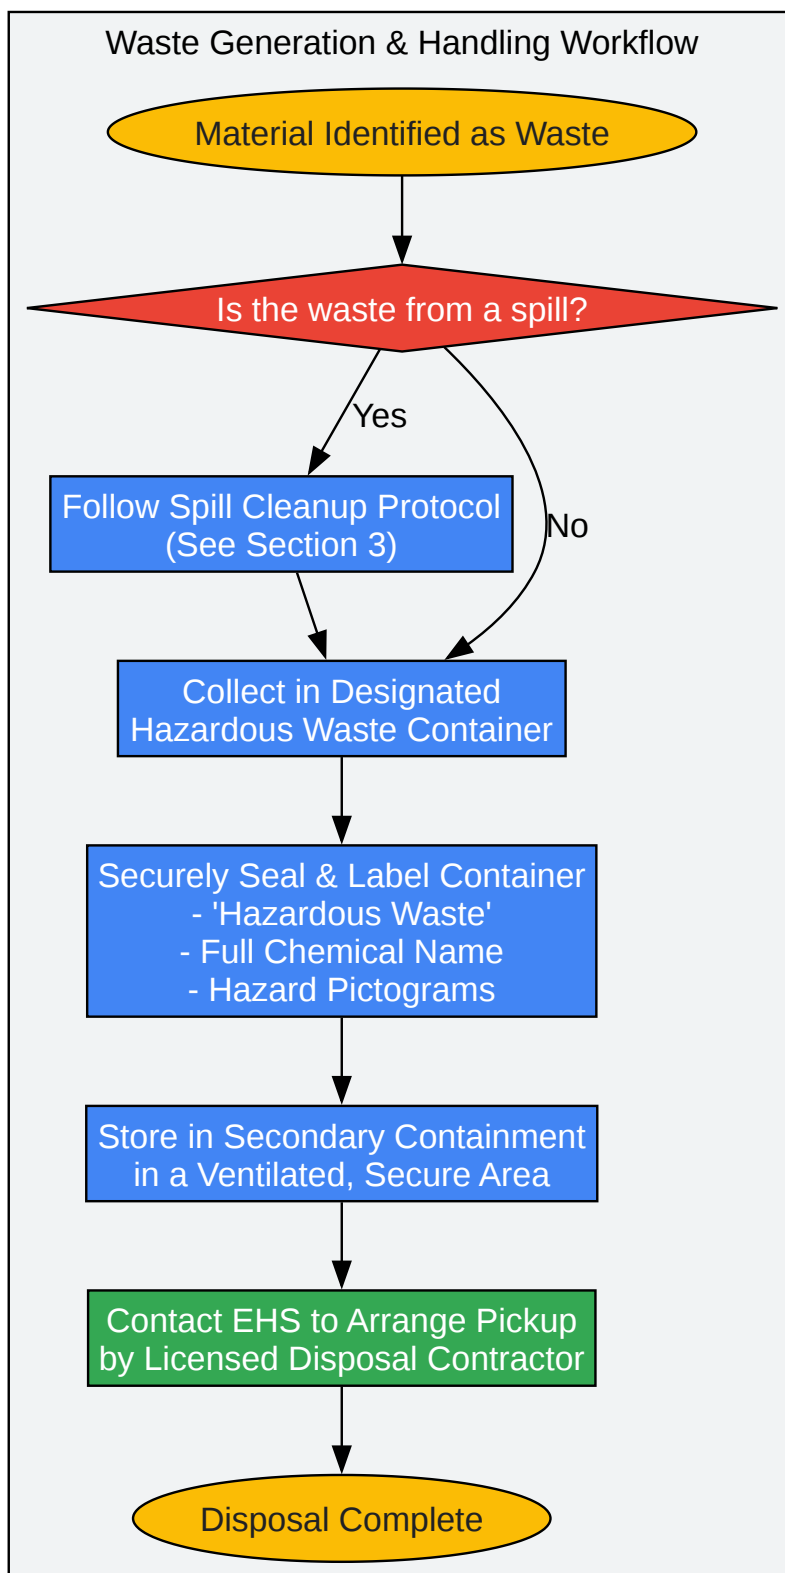 Waste Generation & Handling Workflow
Material Identified as Waste
Is the waste from a spill?
Yes
Follow Spill Cleanup Protocol
(See Section 3)
No
Collect in Designated
Hazardous Waste Container
Securely Seal & Label Container
- 'Hazardous Waste'
- Full Chemical Name
- Hazard Pictograms
Store in Secondary Containment
in a Ventilated, Secure Area
Contact EHS to Arrange Pickup
by Licensed Disposal Contractor
Disposal Complete